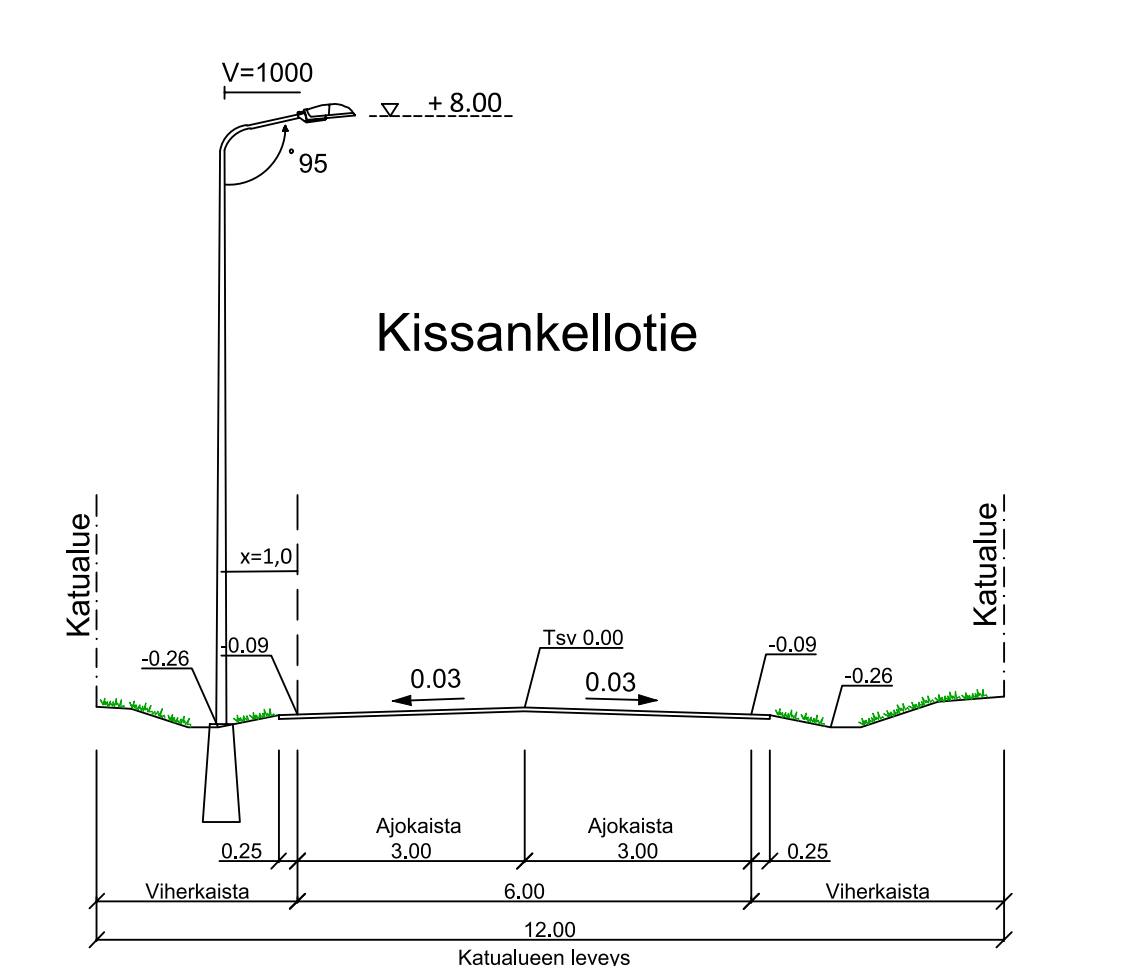 V=1000
+ 8.00
°95
Kissankellotie
Katualue
Katualue
x=1,0
-0.26
-0.09
Tsv 0.00
-0.09
-0.26
0.03
0.03
Ajokaista
Ajokaista
0.25
3.00
3.00
0.25
Viherkaista
6.00
Viherkaista
12.00
Katualueen leveys